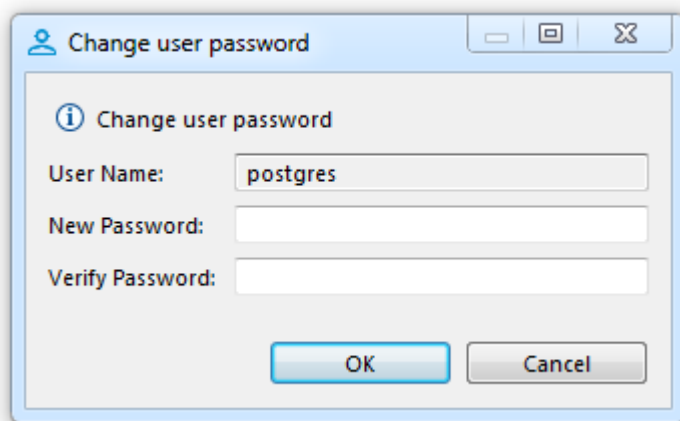 Change user password
Change user password
User Name: postgres
New Password:
Verify Password:
OK Cancel